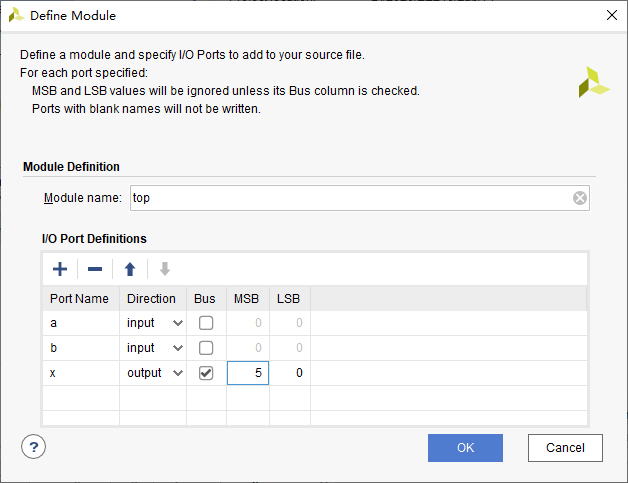 Define Module
Define a module and specify I/O Ports to add to your source file.
For each port specified:
MSB and LSB values will be ignored unless its Bus column is checked.
Ports with blank names will not be written.
Module Definition
Module name: top
I/O Port Definitions
Port Name Direction Bus MSB LSB
a input 0 0
b input 0 0
x output 5 0
? OK Cancel